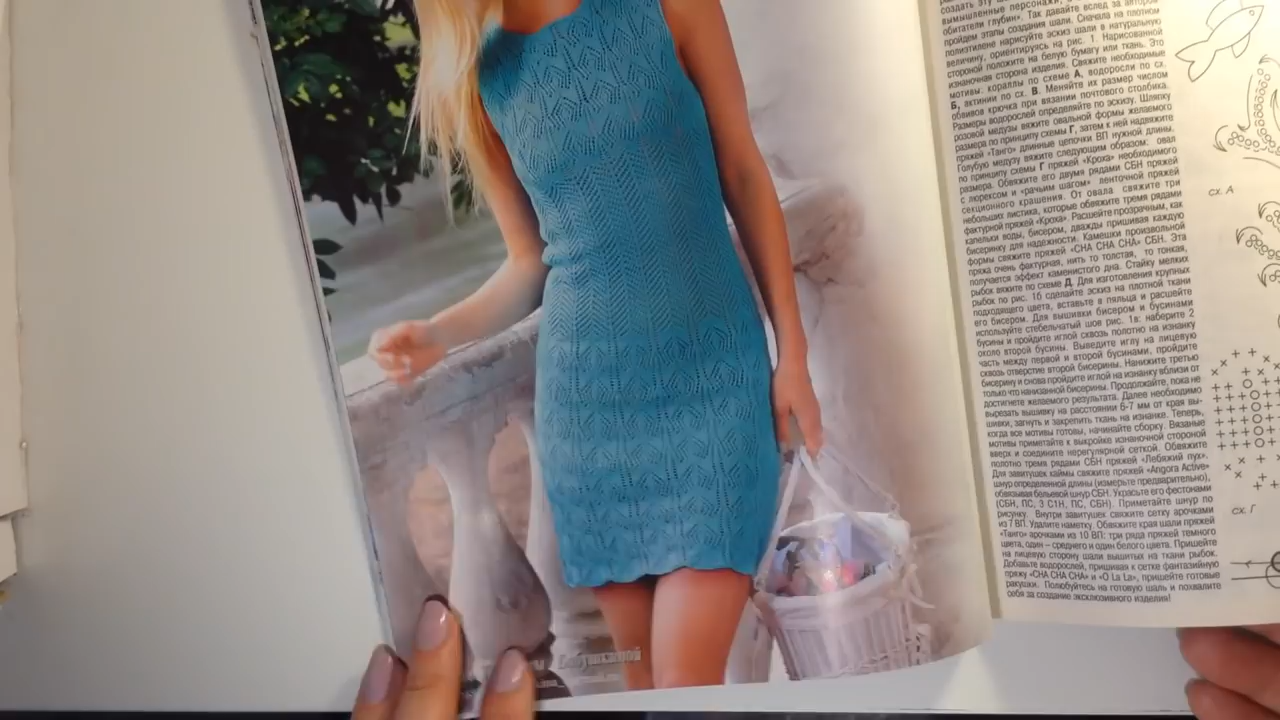 создать эту
вымышленные персонажи,
обитатели глубин». Так давайте вслед за автором
пройдем этапы создания шали. Сначала на плотном
полиэтилене нарисуйте эскиз шали в натуральную
величину, ориентируясь на рис. 1. Нарисованной
стороной положите на белую бумагу или ткань. Это
изнаночная сторона изделия. Свяжите необходимые
мотивы: кораллы по схеме А, водоросли по сх.
Б, актинии по сх. В. Меняйте их размер числом
обвивов крючка при вязании почтового столбика.
Размеры водорослей определяйте по эскизу. Шляпку
розовой медузы вяжите овальной формы желаемого
размера по принципу схемы Г, затем к ней надвяжите
пряжей «Танго» длинные цепочки ВП нужной длины.
Голубую медузу вяжите следующим образом: овал
по принципу схемы Г пряжей «Кроха» необходимого
размера. Обвяжите его двумя рядами СБН пряжей
с люрексом и «рачьим шагом» ленточной пряжей
секционного крашения. От овала свяжите три
небольших листика, которые обвяжите тремя рядами
фактурной пряжей «Кроха». Расшейте прозрачным, как
капельки воды, бисером, дважды пришивая каждую
бисеринку для надежности. Камешки произвольной
формы свяжите пряжей «CHA CHA CHA» СБН. Эта
пряжа очень фактурная, нить то толстая, то тонкая,
получается эффект каменистого дна. Стайку мелких
рыбок вяжите по схеме Д. Для изготовления крупных
рыбок по рис. 1б сделайте эскиз на плотной ткани
подходящего цвета, вставьте в пяльца и расшейте
его бисером. Для вышивки бисером и бусинами
используйте стебельчатый шов рис. 1в: наберите 2
бусины и пройдите иглой сквозь полотно на изнанку
около второй бусины. Выведите иглу на лицевую
часть между первой и второй бусинами, пройдите
сквозь отверстие второй бисерины. Нанижите третью
бисерину и снова пройдите иглой на изнанку вблизи от
только что нанизанной бисерины. Продолжайте, пока не
достигнете желаемого результата. Далее необходимо
вырезать вышивку на расстоянии 6-7 мм от края вы-
шивки, загнуть и закрепить ткань на изнанке. Теперь,
когда все мотивы готовы, начинайте сборку. Вязаные
мотивы приметайте к выкройке изнаночной стороной
вверх и соедините нерегулярной сеткой. Обвяжите
полотно тремя рядами СБН пряжей «Лебяжий пух».
Для завитушек каймы свяжите пряжей «Angora Active»
шнур определенной длины (измерьте предварительно),
обвязывая бельевой шнур СБН. Украсьте его фестонами
(СБН, ПС, 3 С1Н, ПС, СБН). Приметайте шнур по
рисунку. Внутри завитушек свяжите сетку арочками
из 7 ВП. Удалите наметку. Обвяжите края шали пряжей
«Танго» арочками из 10 ВП: три ряда пряжей темного
цвета, один – среднего и один белого цвета. Пришейте
на лицевую сторону шали вышитых из ткани рыбок.
Добавьте водорослей, пришивая к сетке фантазийную
пряжу «CHA CHA CHA» и «O La La», пришейте готовые
ракушки. Полюбуйтесь на готовую шаль и похвалите
себя за создание эксклюзивного изделия!
сх. А
сх. Г
Бабушкиной